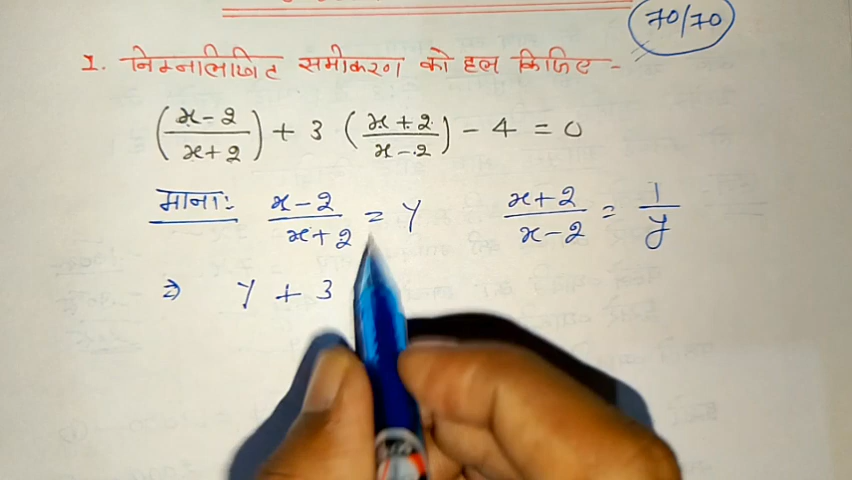 70/70
1. निम्नलिखित समीकरण को हल किजिए -
(x-2/x+2) + 3 (x+2/x-2) - 4 = 0
माना: x-2/x+2 = y x+2/x-2 = 1/y
⇒ y + 3